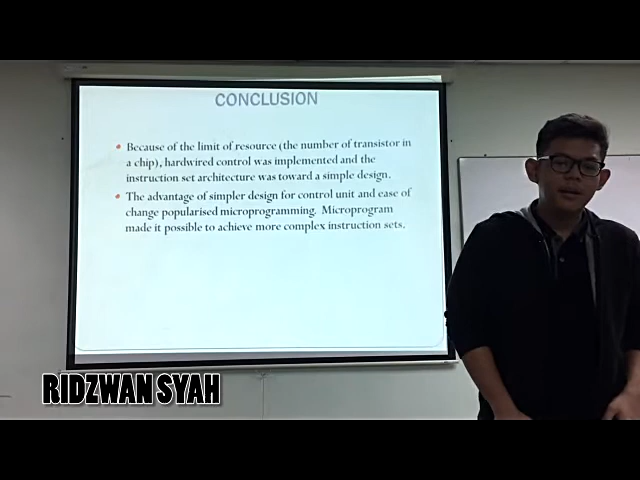 CONCLUSION
Because of the limit of resource (the number of transistor in
a chip), hardwired control was implemented and the
instruction set architecture was toward a simple design.
The advantage of simpler design for control unit and ease of
change popularised microprogramming. Microprogram
made it possible to achieve more complex instruction sets.
RIDZWAN SYAH